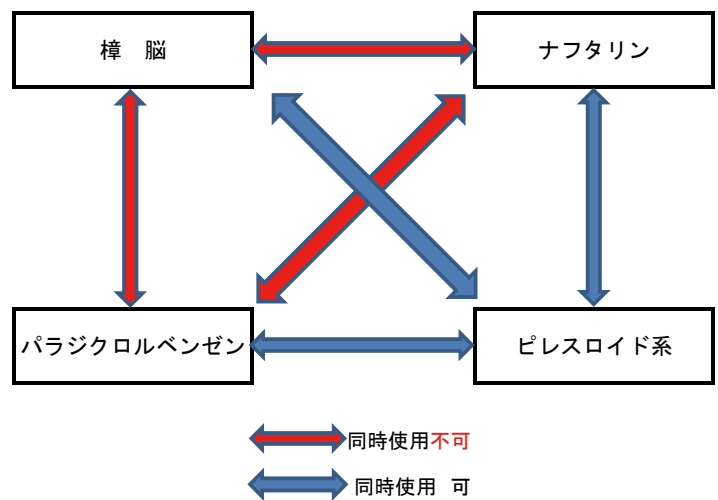 樟　脳
ナフタリン
パラジクロルベンゼン
ピレスロイド系
同時使用不可
同時使用　可